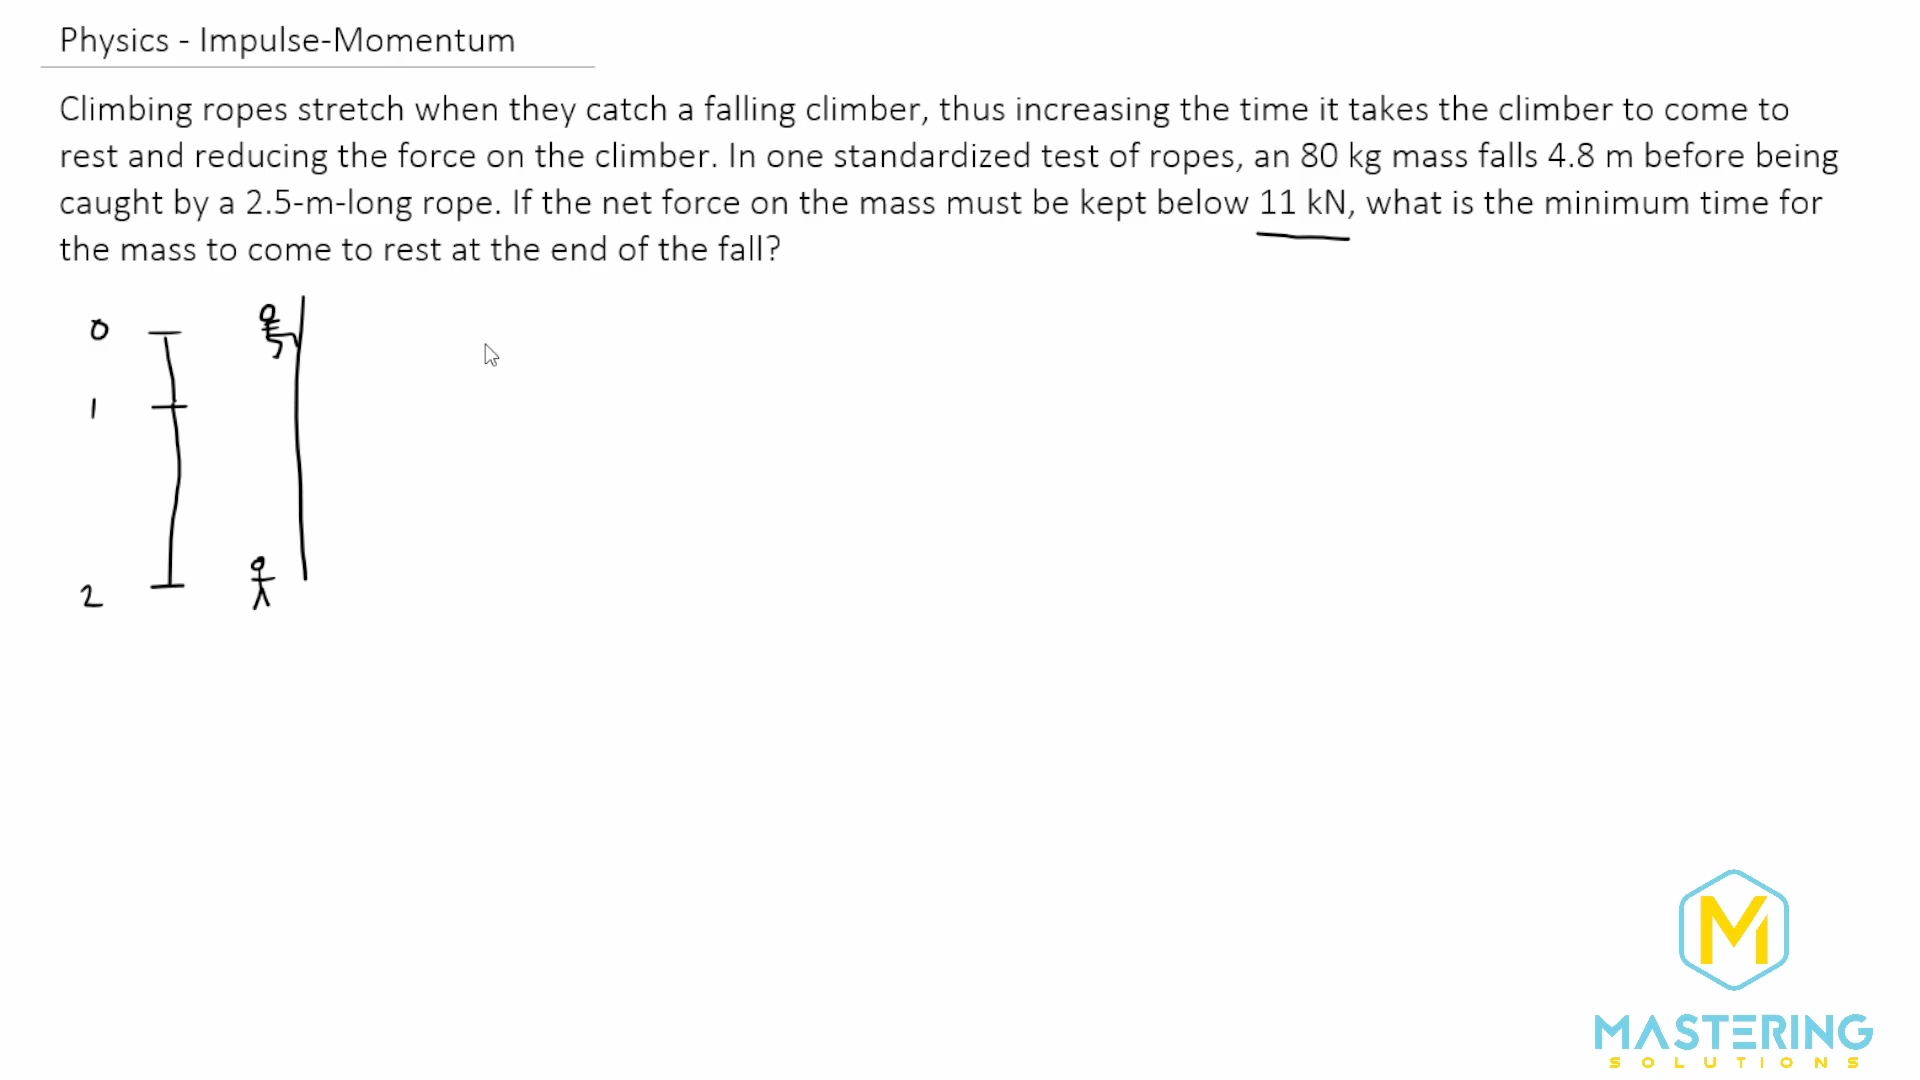 Physics - Impulse-Momentum
Climbing ropes stretch when they catch a falling climber, thus increasing the time it takes the climber to come to
rest and reducing the force on the climber. In one standardized test of ropes, an 80 kg mass falls 4.8 m before being
caught by a 2.5-m-long rope. If the net force on the mass must be kept below 11 kN, what is the minimum time for
the mass to come to rest at the end of the fall?
0
1
2
M
MASTERING
SOLUTIONS